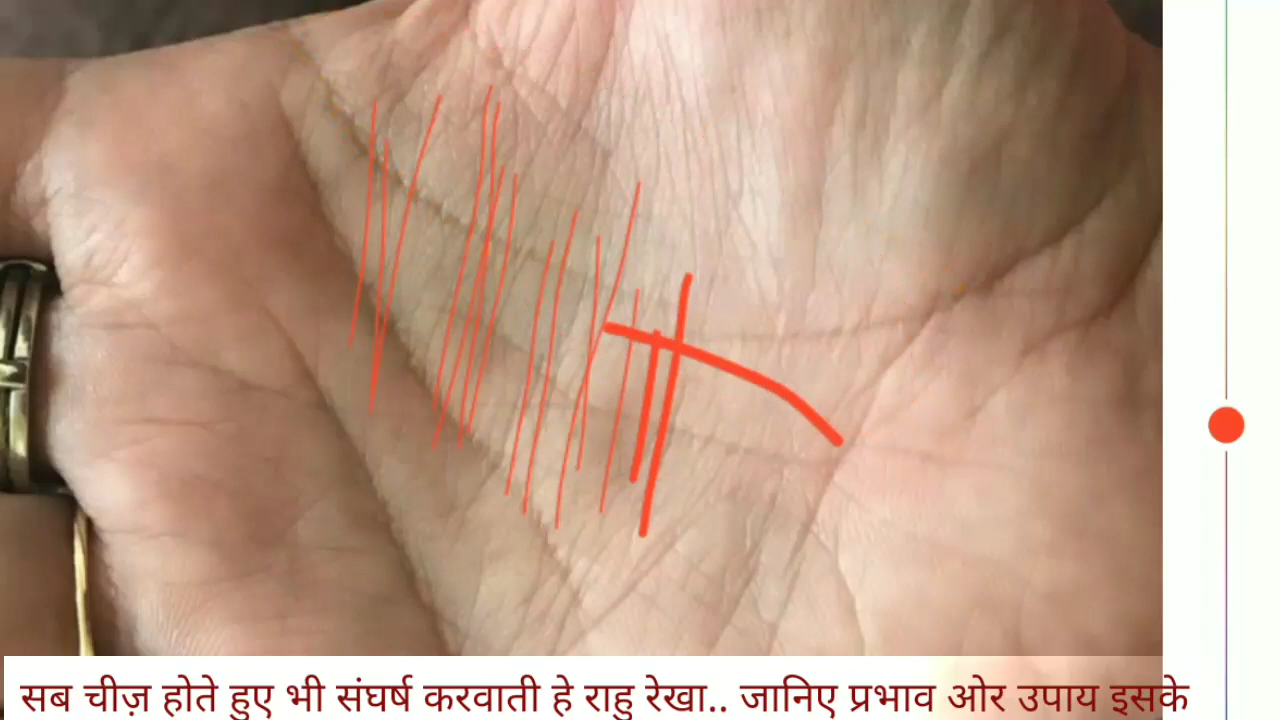 सब चीज़ होते हुए भी संघर्ष करवाती हे राहु रेखा.. जानिए प्रभाव ओर उपाय इसके